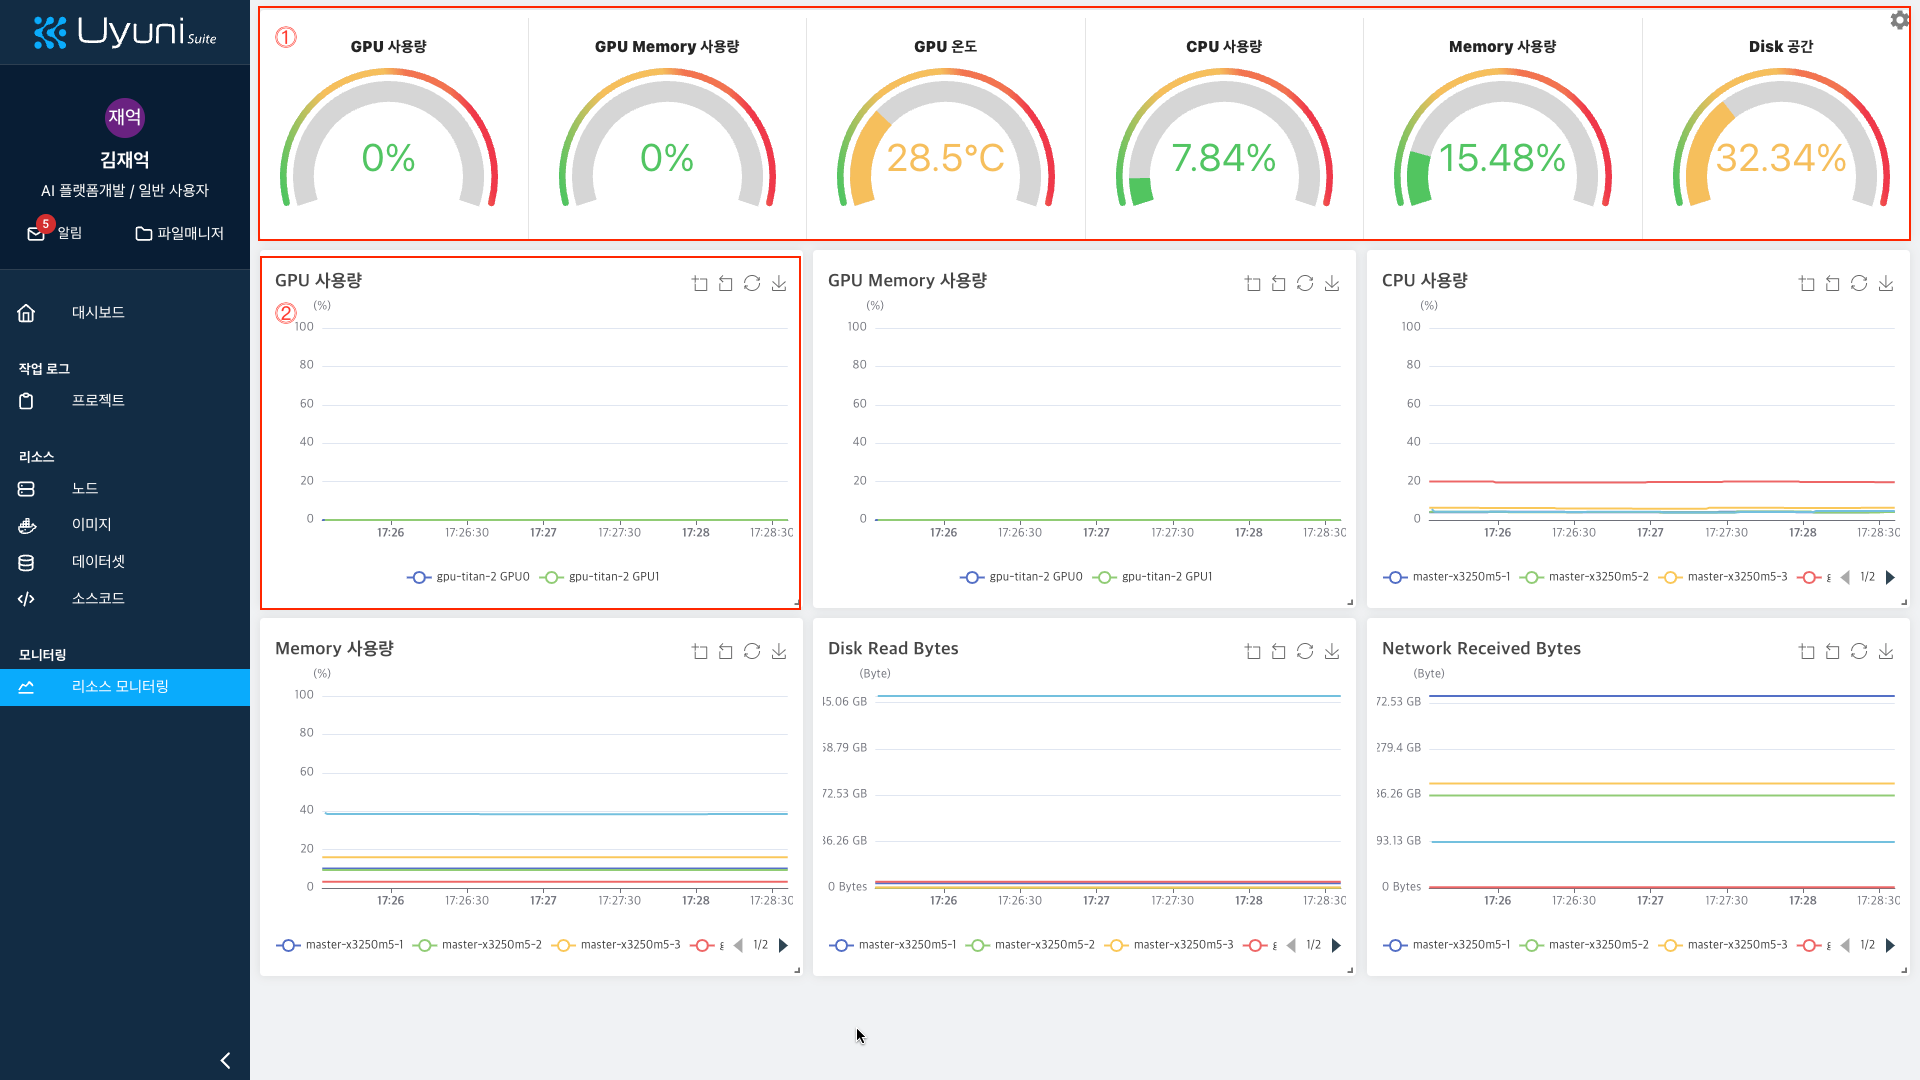 Uyuni Suite
재억
김재억
AI 플랫폼개발 / 일반 사용자
5
알림
파일매니저
대시보드
작업 로그
프로젝트
리소스
노드
이미지
데이터셋
소스코드
모니터링
리소스 모니터링
①
GPU 사용량
0%
GPU Memory 사용량
0%
GPU 온도
28.5°C
CPU 사용량
7.84%
Memory 사용량
15.48%
Disk 공간
32.34%
GPU 사용량
②
(%)
100
80
60
40
20
0
17:26 17:26:30 17:27 17:27:30 17:28 17:28:30
gpu-titan-2 GPU0 gpu-titan-2 GPU1
GPU Memory 사용량
(%)
100
80
60
40
20
0
17:26 17:26:30 17:27 17:27:30 17:28 17:28:30
gpu-titan-2 GPU0 gpu-titan-2 GPU1
CPU 사용량
(%)
100
80
60
40
20
0
17:26 17:26:30 17:27 17:27:30 17:28 17:28:30
master-x3250m5-1 master-x3250m5-2 master-x3250m5-3 1/2
Memory 사용량
(%)
100
80
60
40
20
0
17:26 17:26:30 17:27 17:27:30 17:28 17:28:30
master-x3250m5-1 master-x3250m5-2 master-x3250m5-3 1/2
Disk Read Bytes
(Byte)
45.06 GB
58.79 GB
72.53 GB
36.26 GB
0 Bytes
17:26 17:26:30 17:27 17:27:30 17:28 17:28:30
master-x3250m5-1 master-x3250m5-2 master-x3250m5-3 1/2
Network Received Bytes
(Byte)
72.53 GB
279.4 GB
86.26 GB
93.13 GB
0 Bytes
17:26 17:26:30 17:27 17:27:30 17:28 17:28:30
master-x3250m5-1 master-x3250m5-2 master-x3250m5-3 1/2